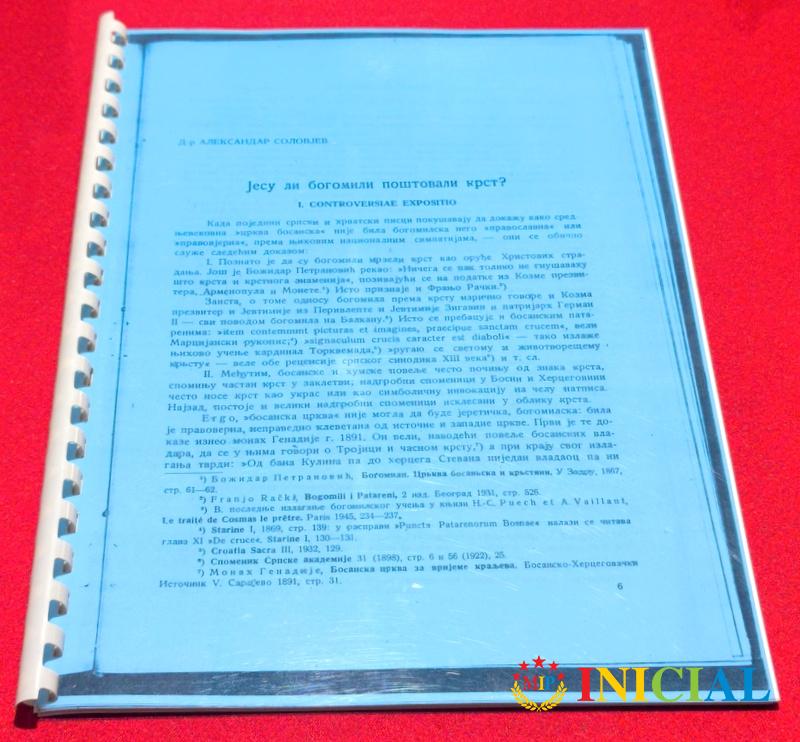 Др АЛЕКСАНДАР СОЛОВЈЕВ
Јесу ли богомили поштовали крст?
I. CONTROVERSIAE EXPOSITIO
Када поједини српски и хрватски писци покушавају да докажу како сред-
њевековна »црква босанска« није била богомилска него »православна« или
»правовјерна«, према њиховим националним симпатијама, — они се обично
служе следећим доказом:
I. Познато је да су богомили мрзели крст као оруђе Христових стра-
дања. Још је Божидар Петрановић рекао: »Ничега се пак толико не гнушаваху
што крста и крстнога знаменија«, позивајући се на податке из Козме презви-
тера, Арменопула и Монете.¹) Исто признаје и Фрањо Рачки.²)
Заиста, о томе односу богомила према крсту изрично говоре и Козма
презвитер и Јевтимије из Перивлепте и Јевтимије Зигавин и патријарх Герман
II — сви поводом богомила на Балкану.³) Исто се пребацује и босанским пата-
ренима: »item contemnunt picturas et imagines, praecipue sanctam crucem«, вели
Марцијански рукопис;⁴) »signaculum crucis caracter est diaboli« — тако излаже
њихово учење кардинал Торквемада,⁵) »ругаю се светому и животворещему
крьсту« — веле обе рецензије српског синодика XIII века⁶) и т. сл.
II. Међутим, босанске и хумске повеље често почињу од знака крста,
спомињу частан крст у заклетви; надгробни споменици у Босни и Херцеговини
често носе крст као украс или као симболичну инвокацију на челу натписа.
Најзад, постоје и велики надгробни споменици исклесани у облику крста.
Ergo, »босанска црква« није могла да буде јеретичка, богомилска: била
је правоверна, неправедно клеветана од источне и западне цркве. Први је те до-
казе изнео монах Генадије г. 1891. Он вели, наводећи повеље босанских вла-
дара, да се у њима говори о Тројици и часном крсту,⁷) а при крају свог изла-
гања тврди: »Од бана Кулина па до херцега Стевана ниједан владаоц па ни
¹) Божидар Петрановић, Богомили. Црьква босаньска и крьстяни, У Задру, 1867,
стр. 61—62.
²) Franjo Rački, Bogomili i Patareni, 2 изд. Београд 1931, стр. 526.
³) В. последње излагање богомилског учења у књизи H.-C. Puech et A. Vaillant,
Le traité de Cosmas le prêtre. Paris 1945, 234—237.
⁴) Starine I, 1869, стр. 139: у расправи »Puncta Patarenorum Bosnae« налази се читава
глава XI »De cruce«, Starine I, 130—131.
⁵) Croatia Sacra III, 1932, 129.
⁶) Споменик Српске академије 31 (1898), стр. 6 и 56 (1922), 25.
⁷) Монах Генадије, Босанска црква за вријеме краљева. Босанско-Херцеговачки
Источник V. Сарајево 1891, стр. 31.
6
MIP INICIAL